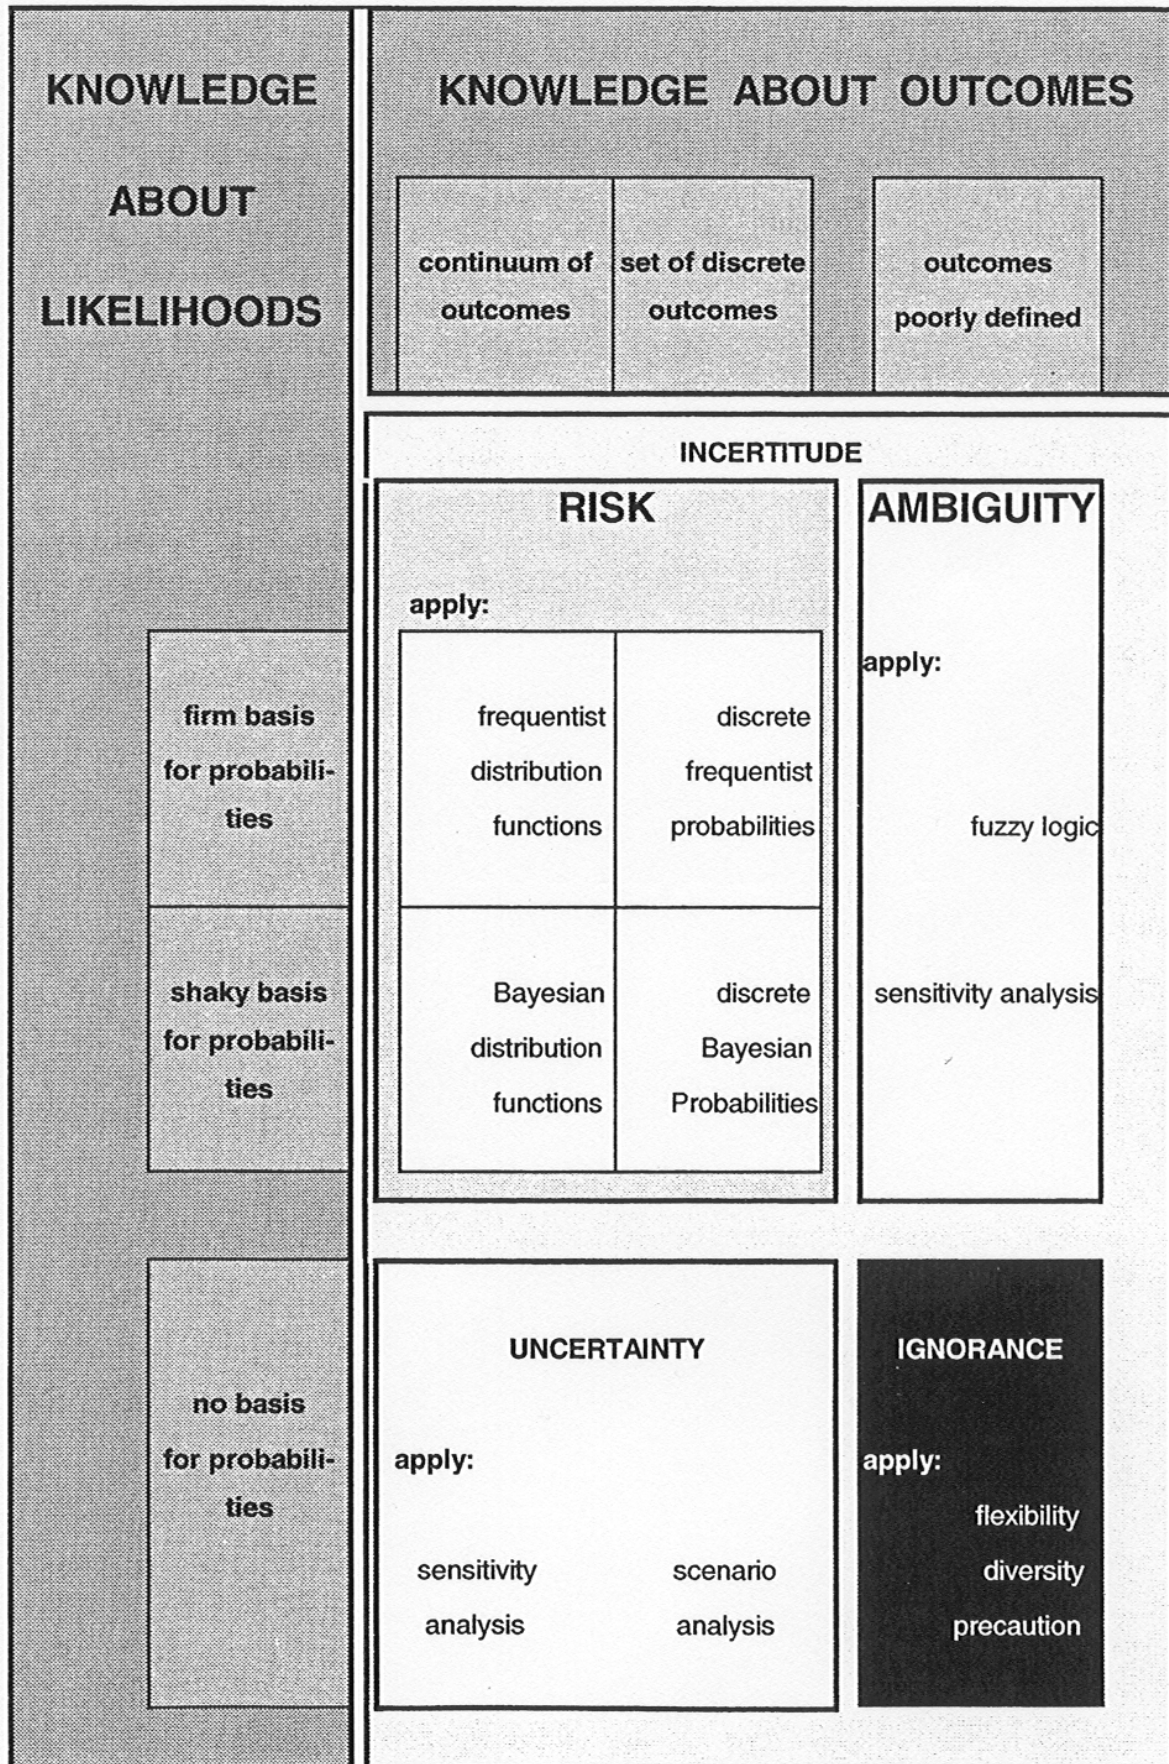 KNOWLEDGE
ABOUT
LIKELIHOODS
KNOWLEDGE ABOUT OUTCOMES
continuum of
outcomes
set of discrete
outcomes
outcomes
poorly defined
INCERTITUDE
RISK
apply:
AMBIGUITY
apply:
firm basis
for probabili-
ties
frequentist
distribution
functions
discrete
frequentist
probabilities
fuzzy logic
shaky basis
for probabili-
ties
Bayesian
distribution
functions
discrete
Bayesian
Probabilities
sensitivity analysis
no basis
for probabili-
ties
UNCERTAINTY
apply:
sensitivity
analysis
scenario
analysis
IGNORANCE
apply:
flexibility
diversity
precaution